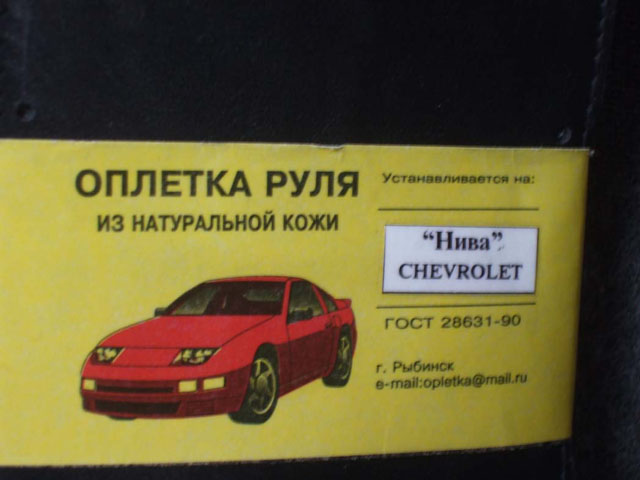 ОПЛЕТКА РУЛЯ
ИЗ НАТУРАЛЬНОЙ КОЖИ
Устанавливается на:
“Нива”
CHEVROLET
ГОСТ 28631-90
г. Рыбинск
e-mail:opletka@mail.ru